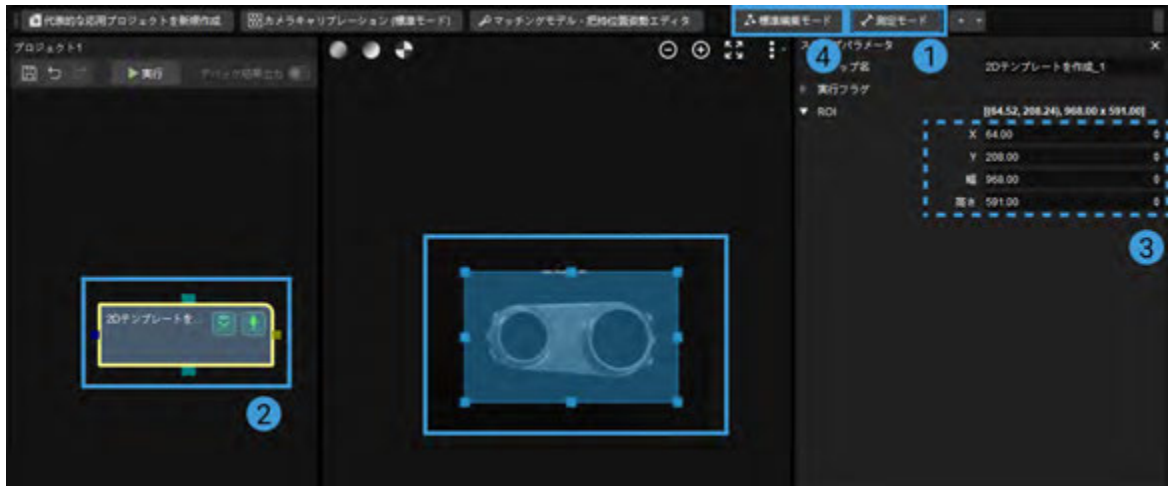 代表的な応用プロジェクトを新規作成
カメラキャリブレーション (標準モード)
マッチングモデル・把持位置姿勢エディタ
標準編集モード
測定モード
4
1
プロジェクト1
実行
デバッグ結果出力
2Dテンプレートを...
2
ステップパラメータ
ステップ名 2Dテンプレートを作成_1
実行フラグ
ROI [(64.52, 208.24), 968.00 x 591.00]
X 64.00
Y 208.00
幅 968.00
高さ 591.00
3